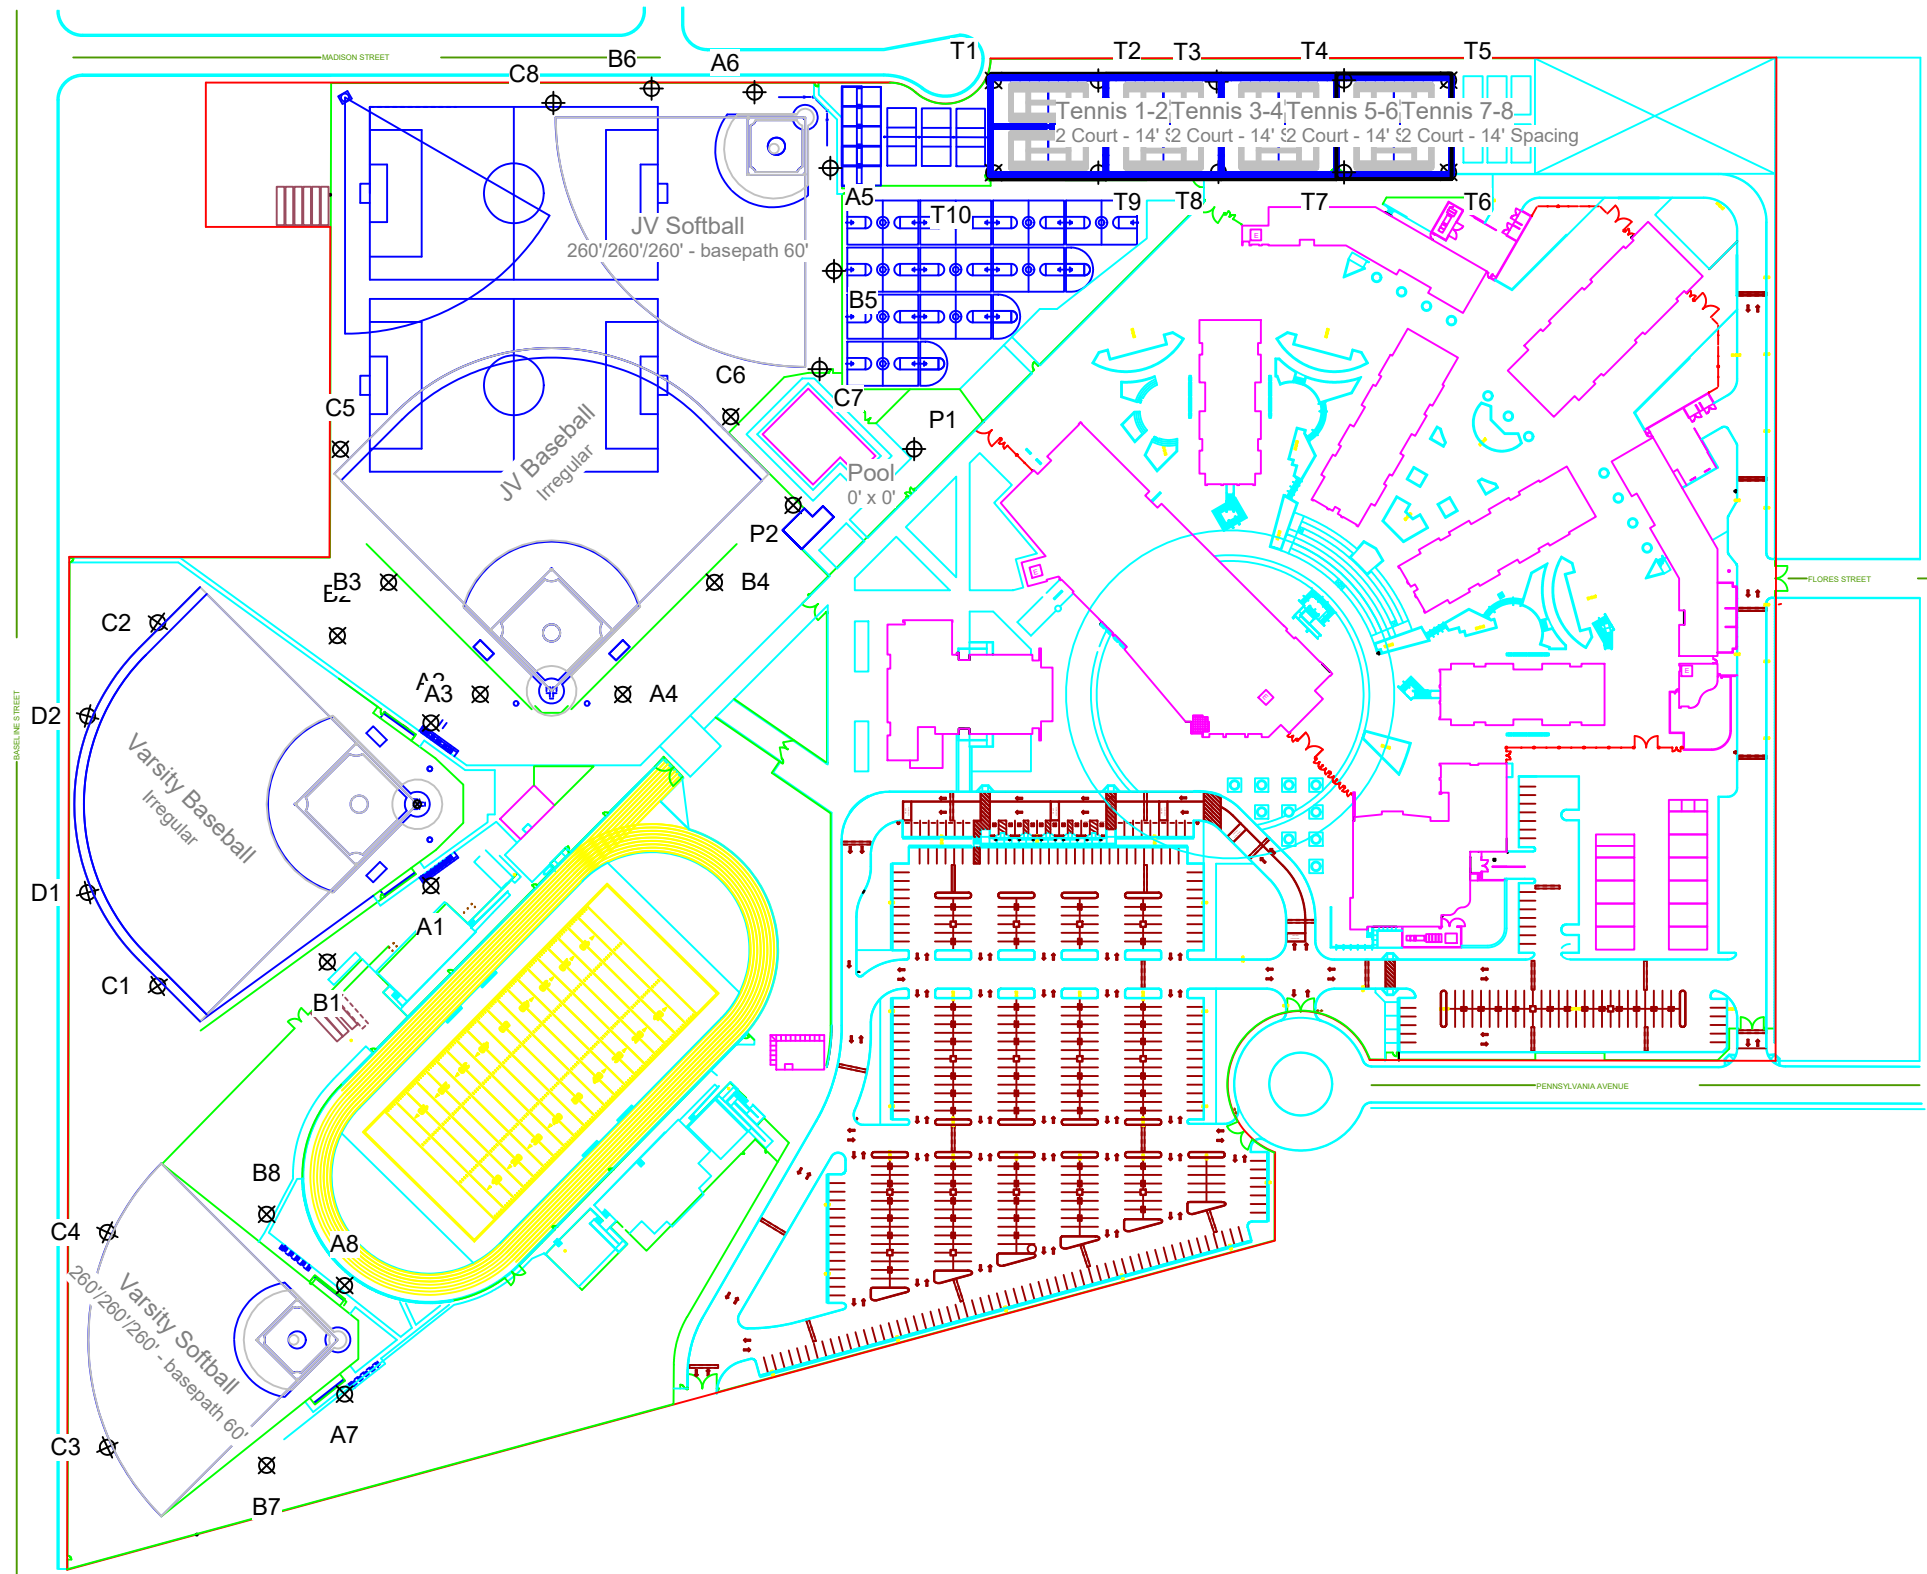 MADISON STREET
C8
B6
A6
T1
T2
T3
T4
T5
Tennis 1-2
Tennis 3-4
Tennis 5-6
Tennis 7-8
2 Court - 14' S
2 Court - 14' S
2 Court - 14' S
2 Court - 14' Spacing
A5
T10
T9
T8
T7
T6
JV Softball
260'/260'/260' - basepath 60'
B5
C6
C7
C5
P1
JV Baseball
Irregular
Pool
0' x 0'
P2
B3
B2
B4
FLORES STREET
C2
A3
A4
D2
BASELINE STREET
Varsity Baseball
Irregular
D1
A1
C1
B1
PENNSYLVANIA AVENUE
B8
C4
A8
Varsity Softball
260'/260'/260' - basepath 60'
C3
A7
B7